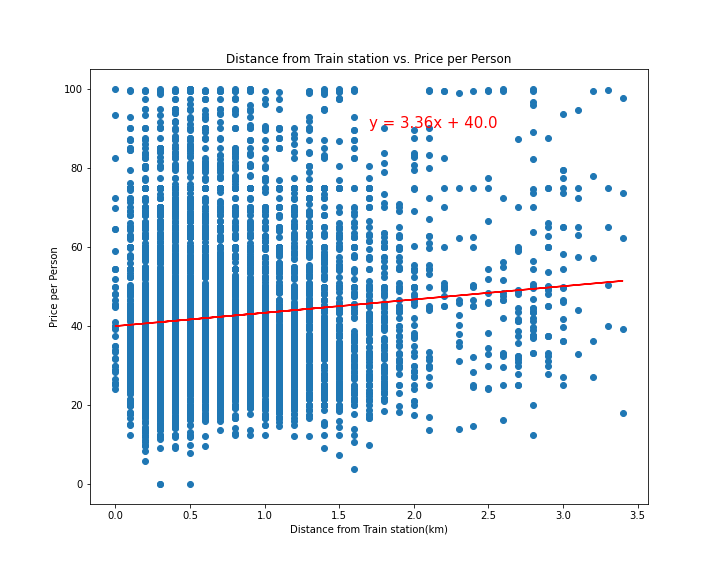 Distance from Train station vs. Price per Person
100
y = 3.36x + 40.0
80
60
Price per Person
40
20
0
0.0 0.5 1.0 1.5 2.0 2.5 3.0 3.5
Distance from Train station(km)